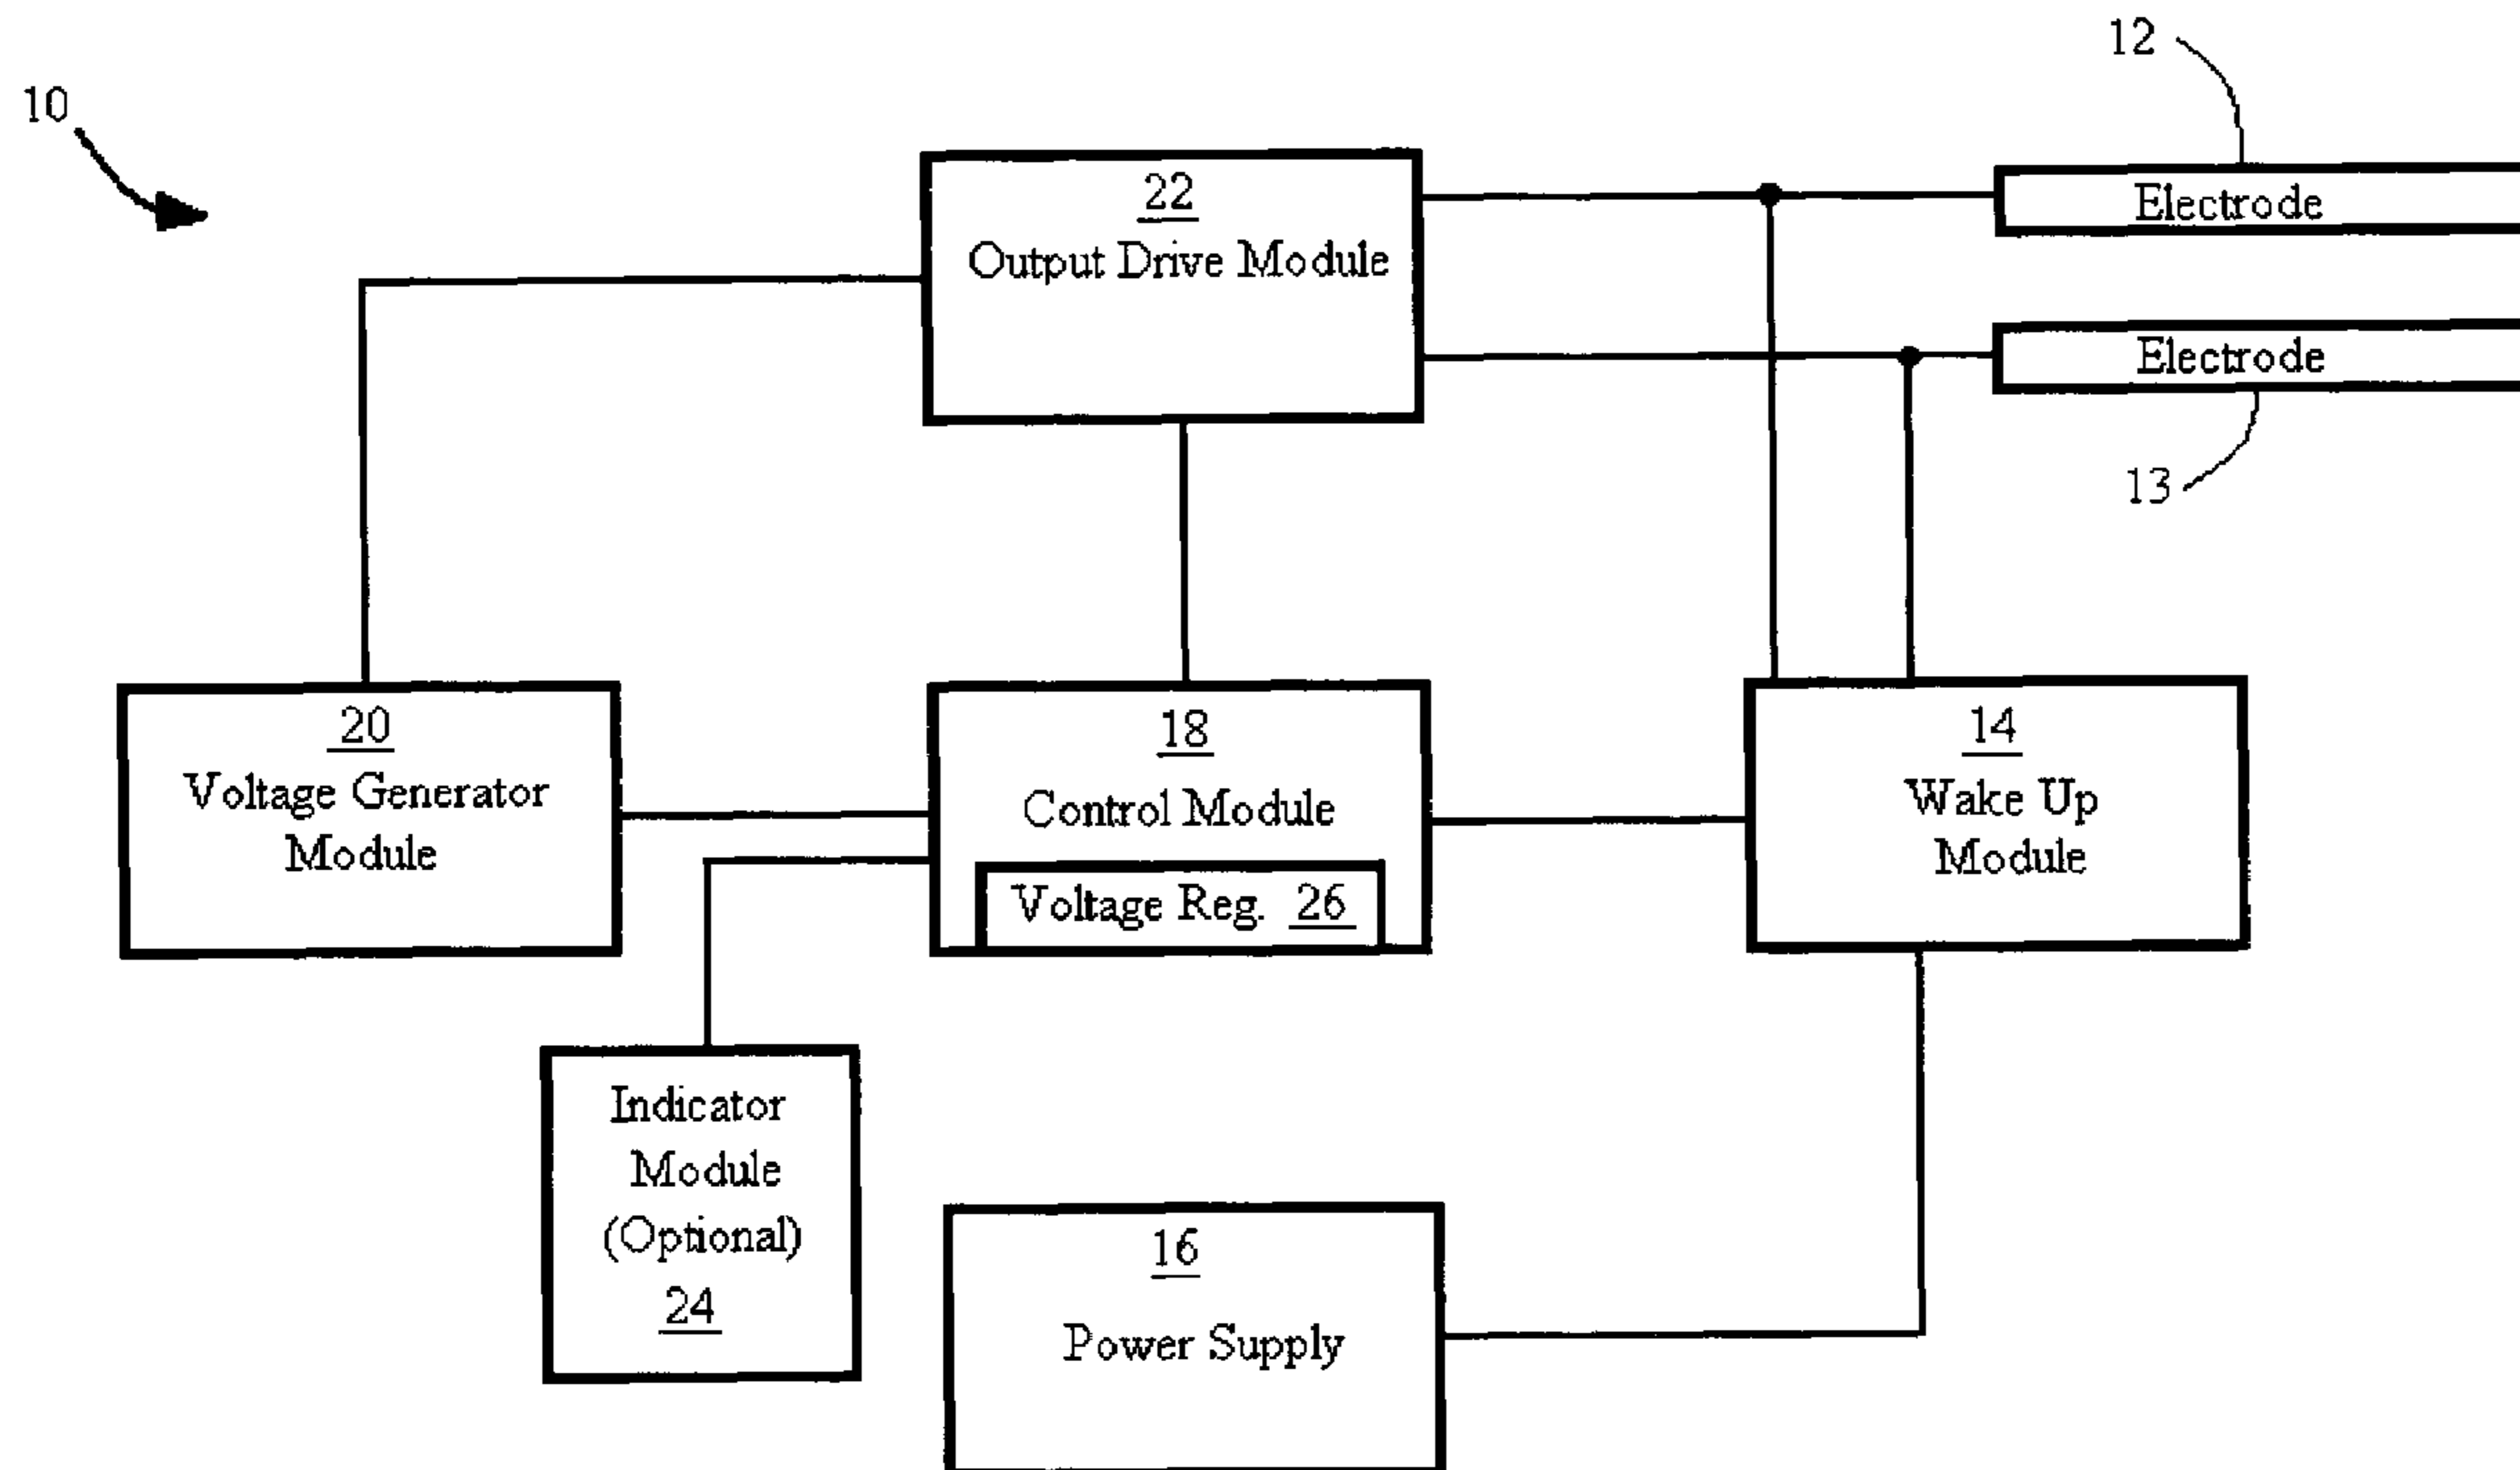 12
10
22
Output Drive Module
Electrode
Electrode
13
20
Voltage Generator
Module
18
Control Module
Voltage Reg. 26
14
Wake Up
Module
Indicator
Module
(Optional)
24
16
Power Supply